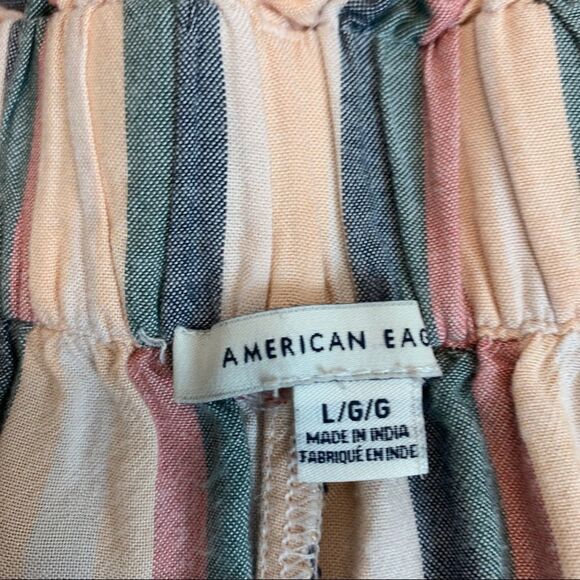 AMERICAN EAG
L/G/G
MADE IN INDIA
FABRIQUÉ EN INDE